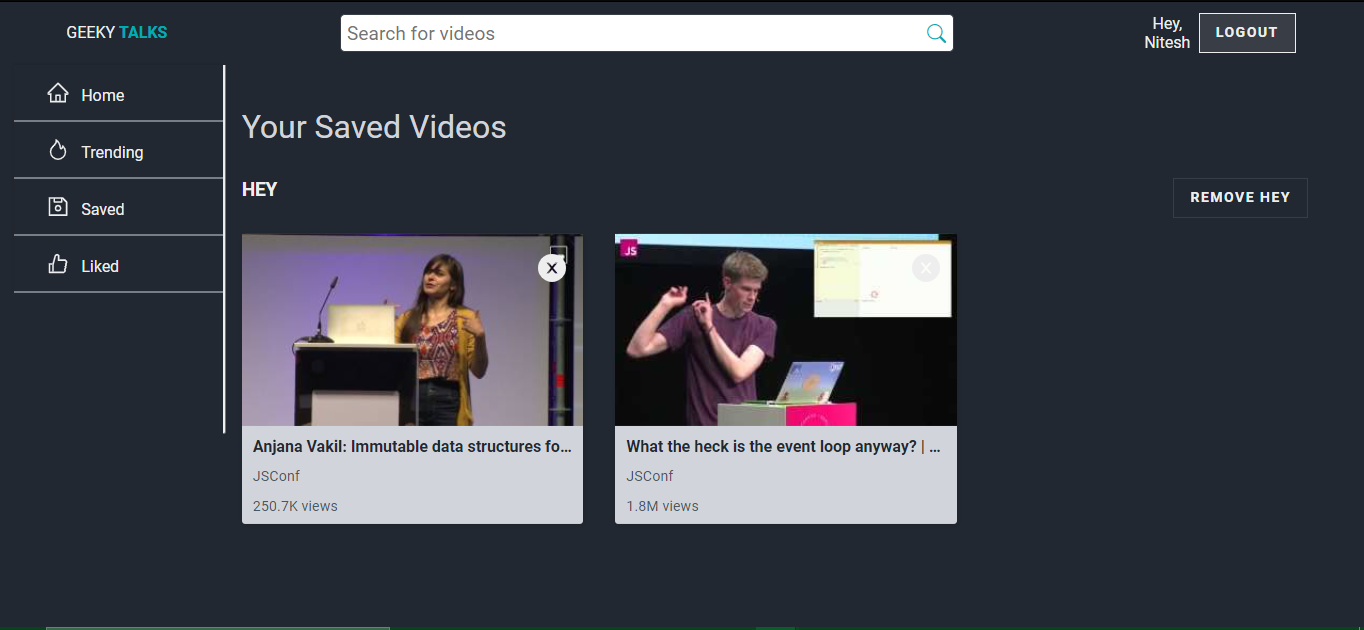 GEEKY TALKS
Search for videos
Hey,
Nitesh
LOGOUT
Home
Trending
Saved
Liked
Your Saved Videos
HEY
REMOVE HEY
X
JS
X
Anjana Vakil: Immutable data structures fo...
JSConf
250.7K views
What the heck is the event loop anyway? | ...
JSConf
1.8M views